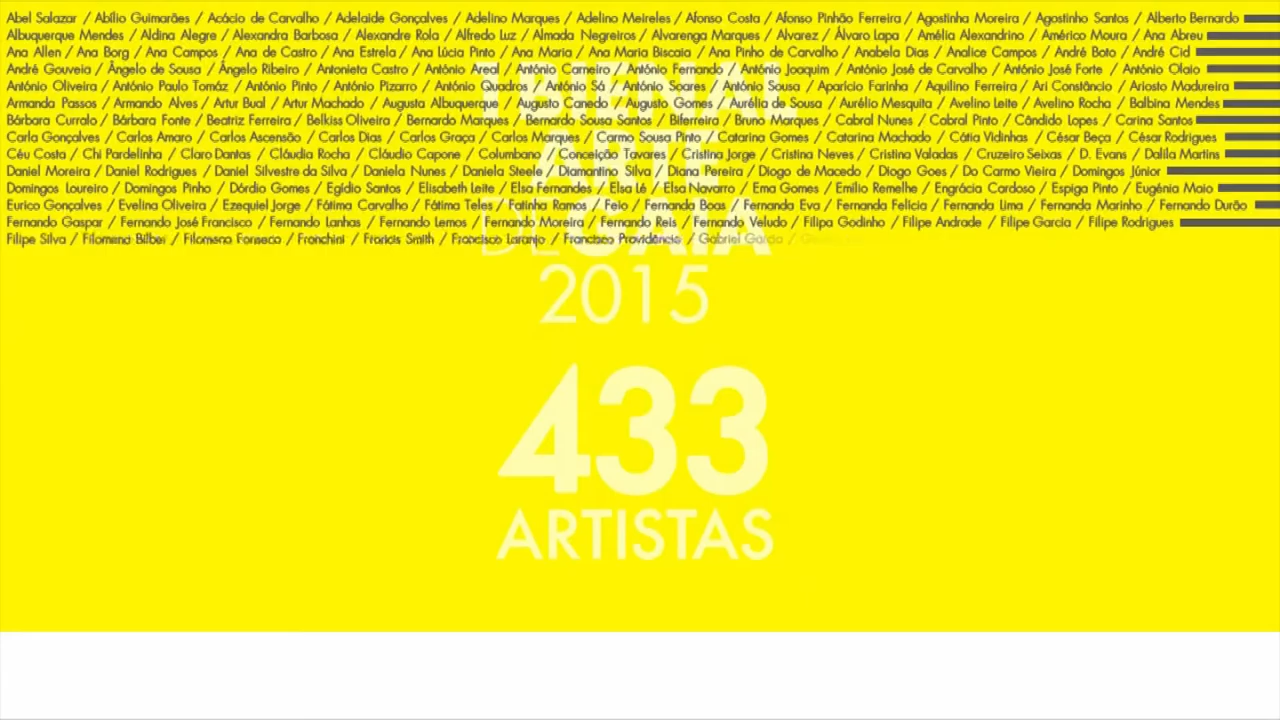 Abel Salazar / Abílio Guimarães / Acácio de Carvalho / Adelaide Gonçalves / Adelino Marques / Adelino Meireles / Afonso Costa / Afonso Pinhão Ferreira / Agostinha Moreira / Agostinho Santos / Alberto Bernardo
Albuquerque Mendes / Aldina Alegre / Alexandra Barbosa / Alexandre Rola / Alfredo Luz / Almada Negreiros / Alvarenga Marques / Alvarez / Álvaro Lapa / Amélia Alexandrino / Américo Moura / Ana Abreu
Ana Allen / Ana Borg / Ana Campos / Ana de Castro / Ana Estrela / Ana Lúcia Pinto / Ana Maria / Ana Maria Biscaia / Ana Pinho de Carvalho / Anabela Dias / Analice Campos / André Boto / André Cid
André Gouveia / Ângelo de Sousa / Ângelo Ribeiro / Antonieta Castro / António Areal / António Carneiro / António Fernando / António Joaquim / António José de Carvalho / António José Forte / António Olaio
António Oliveira / António Paulo Tomáz / António Pinto / António Pizarro / António Quadros / António Sá / António Soares / António Sousa / Aparício Farinha / Aquilino Ferreira / Ari Constâncio / Ariosto Madureira
Armanda Passos / Armando Alves / Artur Bual / Artur Machado / Augusta Albuquerque / Augusto Canedo / Augusto Gomes / Aurélia de Sousa / Aurélio Mesquita / Avelino Leite / Avelino Rocha / Balbina Mendes
Bárbara Curralo / Bárbara Fonte / Beatriz Ferreira / Belkiss Oliveira / Bernardo Marques / Bernardo Sousa Santos / Biferreira / Bruno Marques / Cabral Nunes / Cabral Pinto / Cândido Lopes / Carina Santos
Carla Gonçalves / Carlos Amaro / Carlos Ascensão / Carlos Dias / Carlos Graça / Carlos Marques / Carmo Sousa Pinto / Catarina Gomes / Catarina Machado / Cátia Vidinhas / César Beça / César Rodrigues
Céu Costa / Chi Pardelinha / Claro Dantas / Cláudia Rocha / Cláudio Capone / Columbano / Conceição Tavares / Cristina Jorge / Cristina Neves / Cristina Valadas / Cruzeiro Seixas / D. Evans / Dalila Martins
Daniel Moreira / Daniel Rodrigues / Daniel Silvestre da Silva / Daniela Nunes / Daniela Steele / Diamantino Silva / Diana Pereira / Diogo de Macedo / Diogo Goes / Do Carmo Vieira / Domingos Júnior
Domingos Loureiro / Domingos Pinho / Dórdio Gomes / Egídio Santos / Elisabeth Leite / Elsa Fernandes / Elsa Lé / Elsa Navarro / Ema Gomes / Emílio Remelhe / Engrácia Cardoso / Espiga Pinto / Eugénia Maio
Eurico Gonçalves / Evelina Oliveira / Ezequiel Jorge / Fátima Carvalho / Fátima Teles / Fatinha Ramos / Feio / Fernanda Boas / Fernanda Eva / Fernanda Felícia / Fernanda Lima / Fernanda Marinho / Fernando Durão
Fernando Gaspar / Fernando José Francisco / Fernando Lanhas / Fernando Lemos / Fernando Moreira / Fernando Reis / Fernando Veludo / Filipa Godinho / Filipe Andrade / Filipe Garcia / Filipe Rodrigues
Filipe Silva / Filomena Bilber / Filomena Fonseca / Franchini / Francis Smith / Francisco Laranjo / Francisco Providência / Gabriel Garcia /
ARTE
DE GAIA
2015
433
ARTISTAS